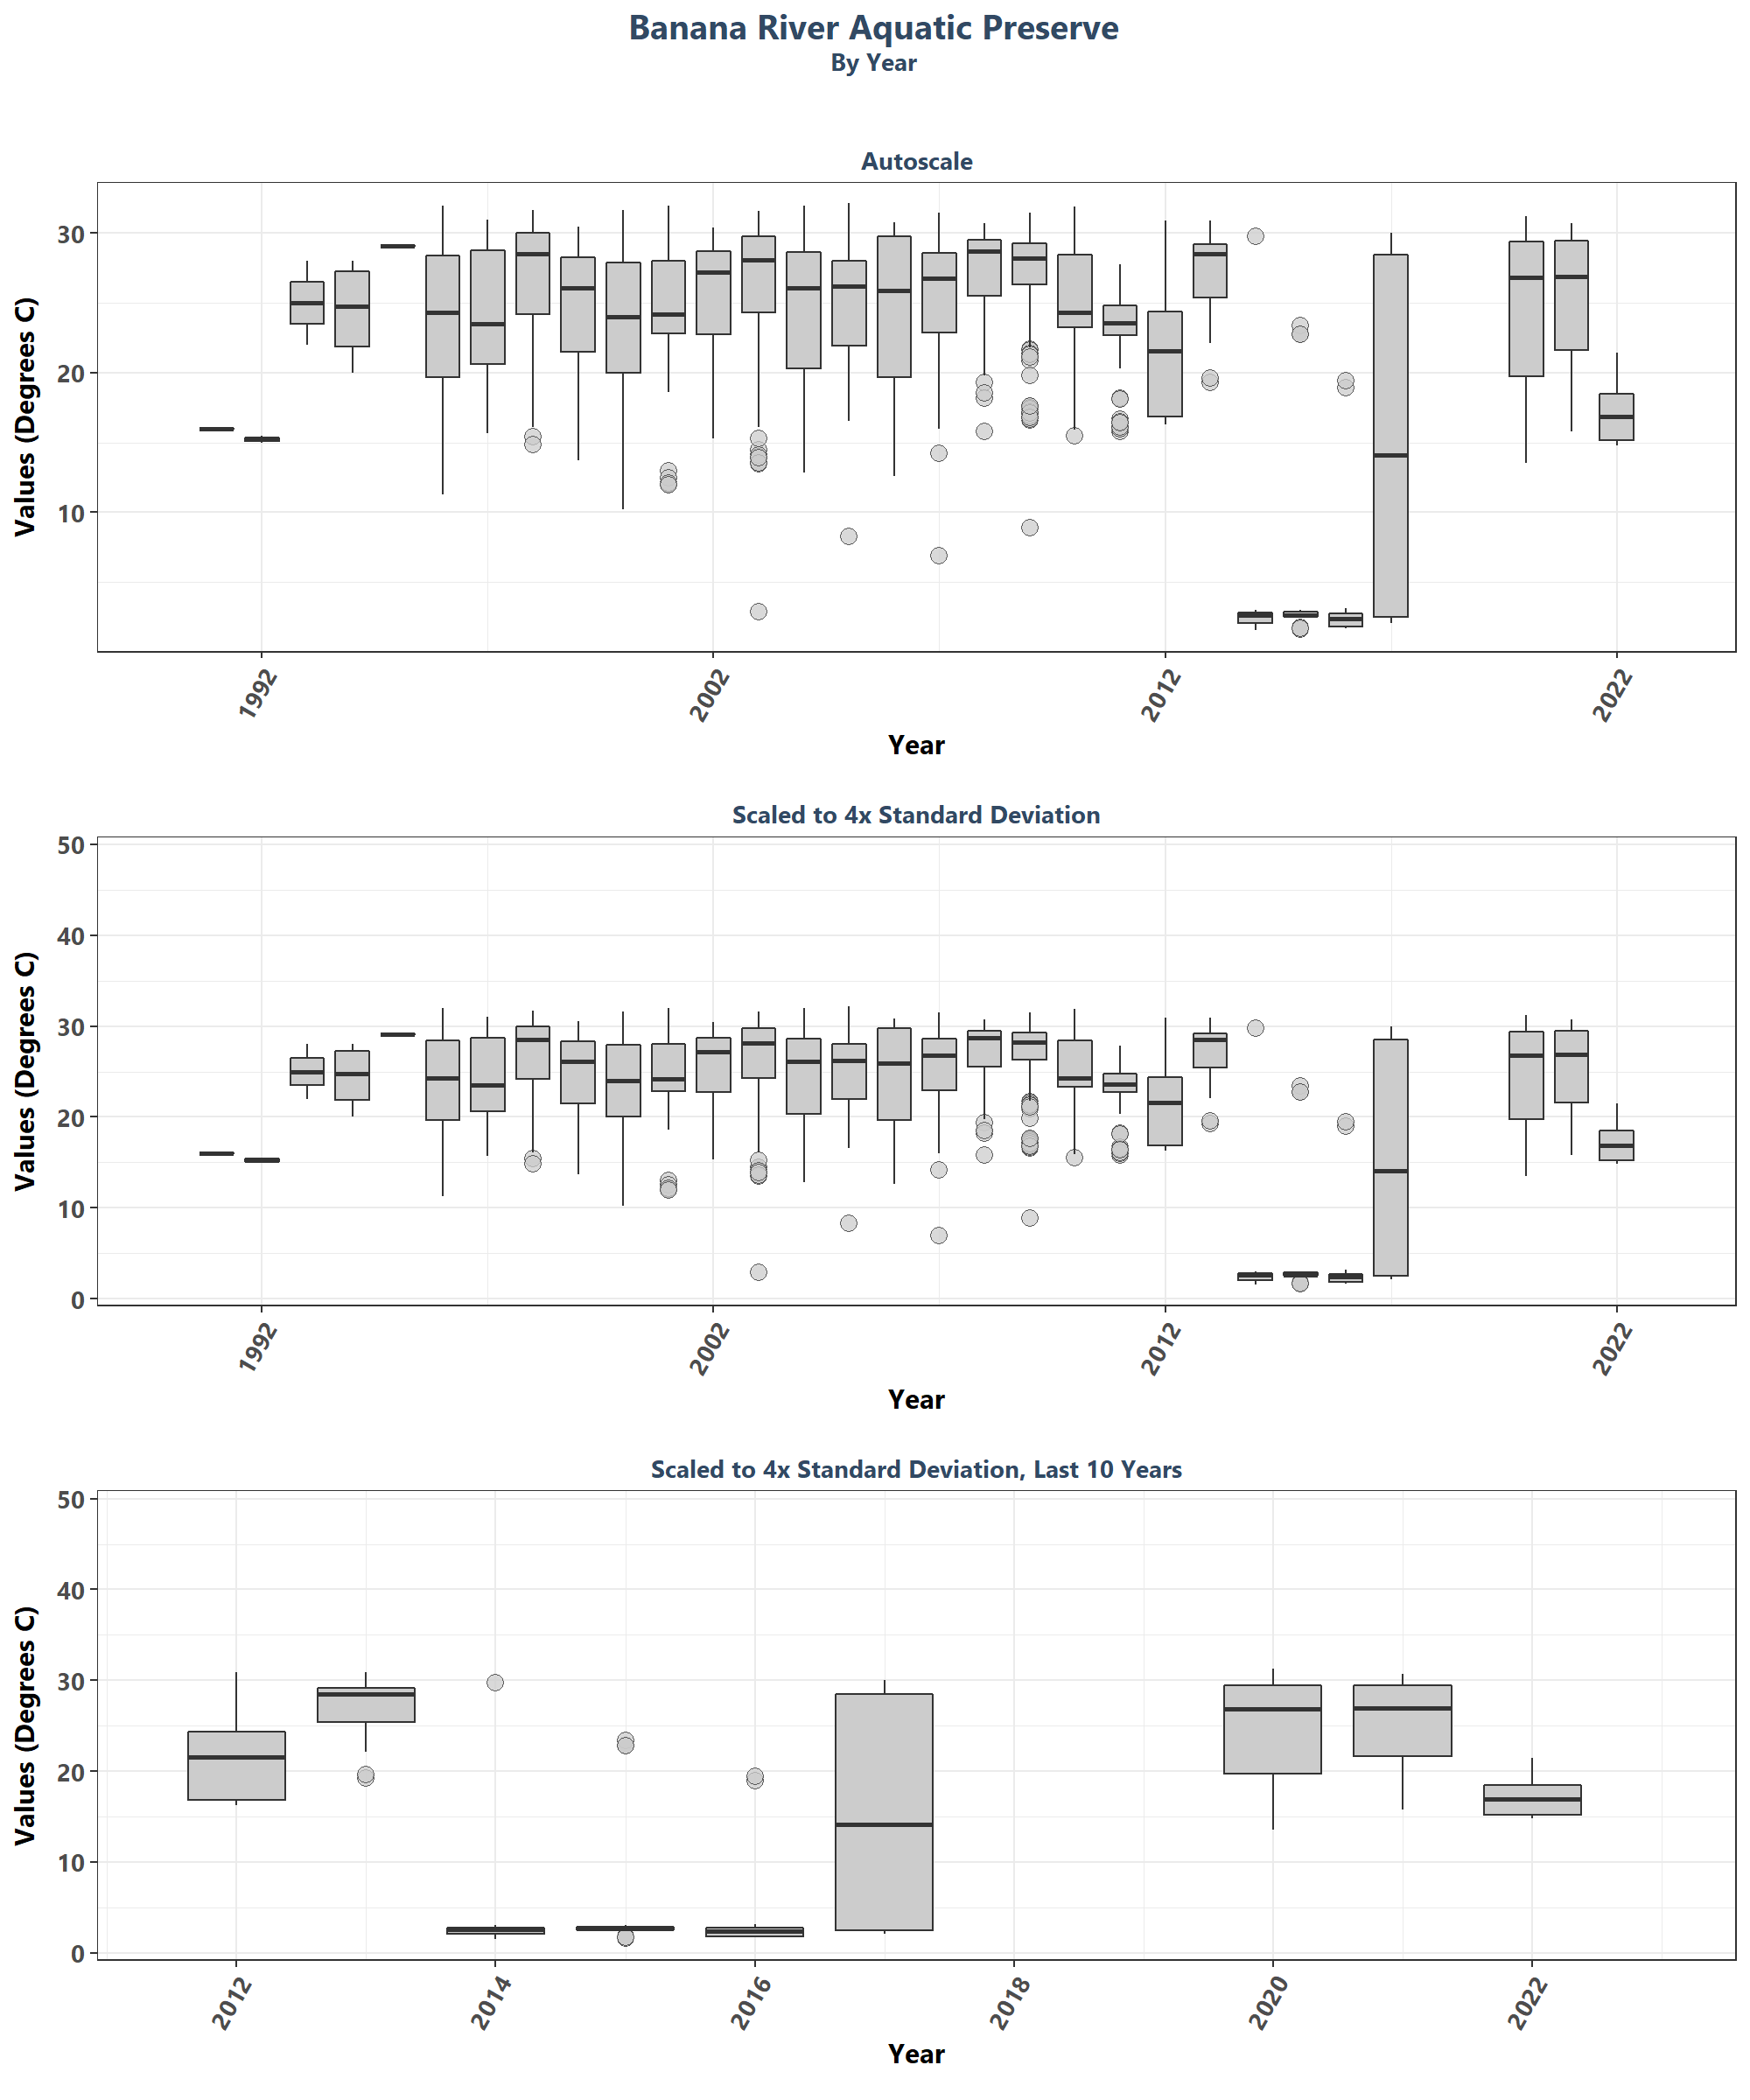 Banana River Aquatic Preserve
By Year
Autoscale
Values (Degrees C)
30
20
10
1992
2002
2012
2022
Year
Scaled to 4x Standard Deviation
Values (Degrees C)
50
40
30
20
10
0
1992
2002
2012
2022
Year
Scaled to 4x Standard Deviation, Last 10 Years
Values (Degrees C)
50
40
30
20
10
0
2012
2014
2016
2018
2020
2022
Year